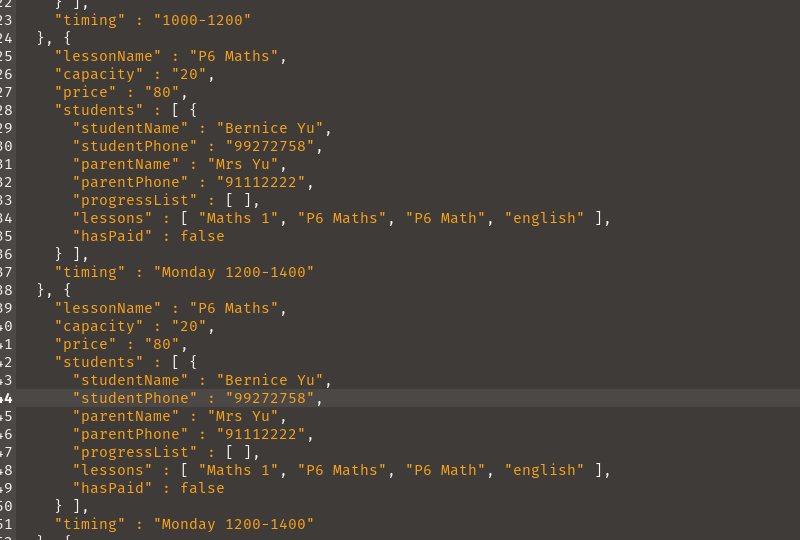 22    } ],
23    "timing" : "1000-1200"
24  }, {
25    "lessonName" : "P6 Maths",
26    "capacity" : "20",
27    "price" : "80",
28    "students" : [ {
29      "studentName" : "Bernice Yu",
30      "studentPhone" : "99272758",
31      "parentName" : "Mrs Yu",
32      "parentPhone" : "91112222",
33      "progressList" : [ ],
34      "lessons" : [ "Maths 1", "P6 Maths", "P6 Math", "english" ],
35      "hasPaid" : false
36    } ],
37    "timing" : "Monday 1200-1400"
38  }, {
39    "lessonName" : "P6 Maths",
40    "capacity" : "20",
41    "price" : "80",
42    "students" : [ {
43      "studentName" : "Bernice Yu",
44      "studentPhone" : "99272758",
45      "parentName" : "Mrs Yu",
46      "parentPhone" : "91112222",
47      "progressList" : [ ],
48      "lessons" : [ "Maths 1", "P6 Maths", "P6 Math", "english" ],
49      "hasPaid" : false
50    } ],
51    "timing" : "Monday 1200-1400"
52  }, {